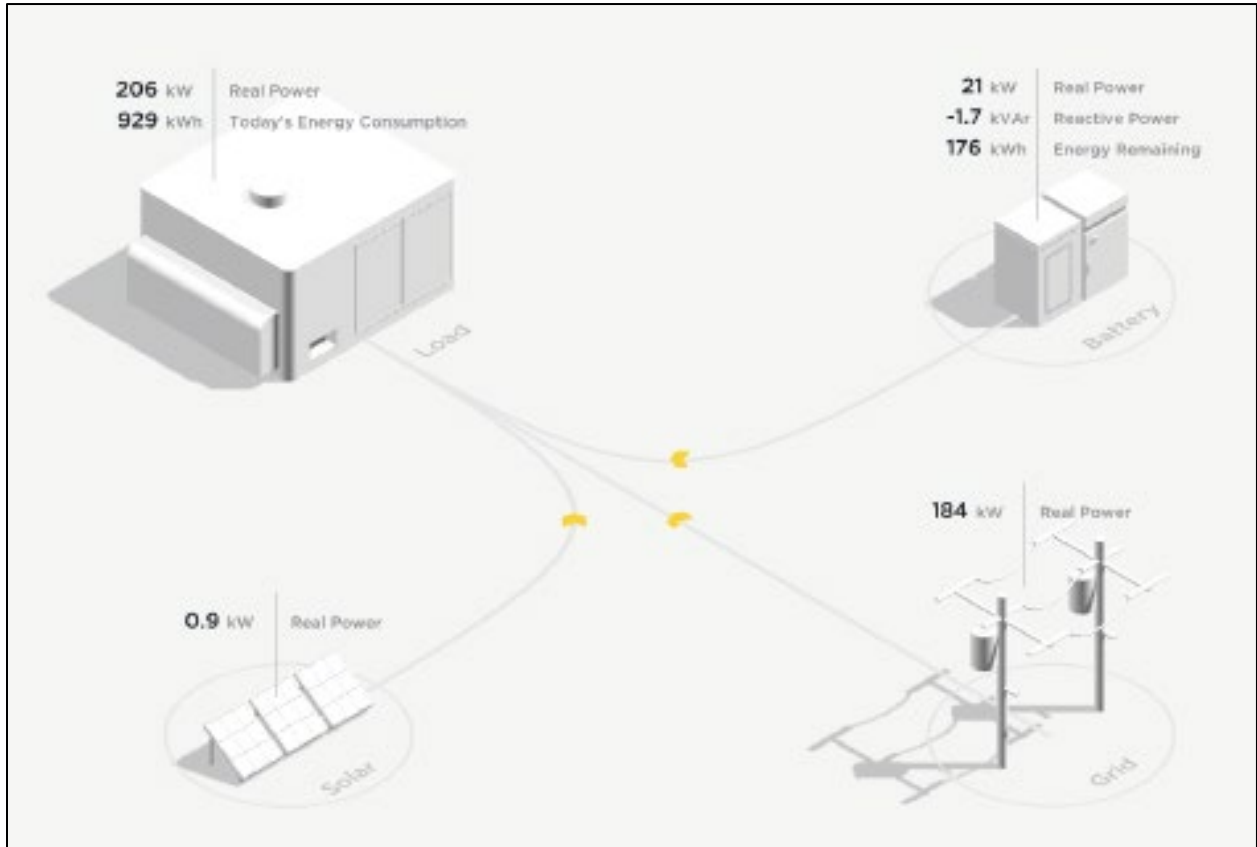 206 kW Real Power
929 kWh Today's Energy Consumption
21 kW Real Power
-1.7 kVAr Reactive Power
176 kWh Energy Remaining
Load
Battery
184 kW Real Power
0.9 kW Real Power
Solar
Grid